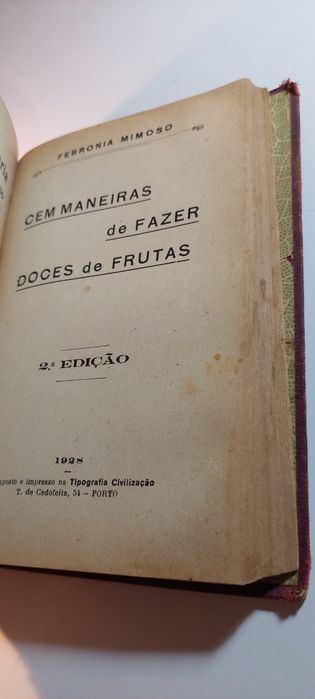 FEBRONIA MIMOSO
CEM MANEIRAS
de FAZER
DOCES de FRUTAS
2.ª EDIÇÃO
1928
e impresso na Tipografia Civilização
T. de Cedofeita, 54 - PORTO